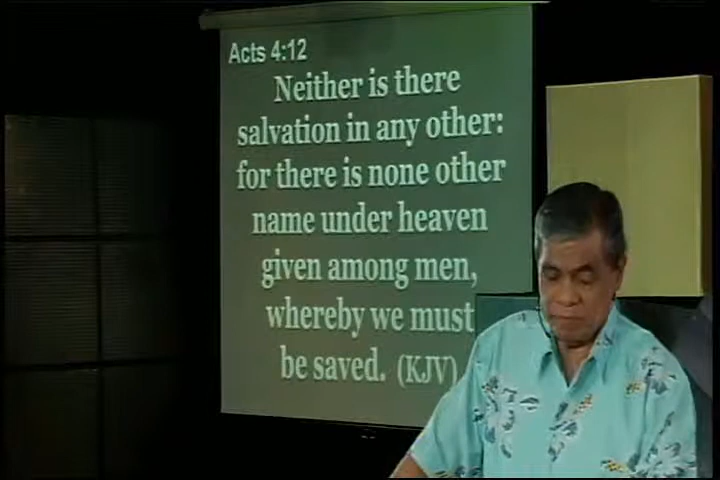 Acts 4:12
Neither is there
salvation in any other:
for there is none other
name under heaven
given among men,
whereby we must
be saved. (KJV)